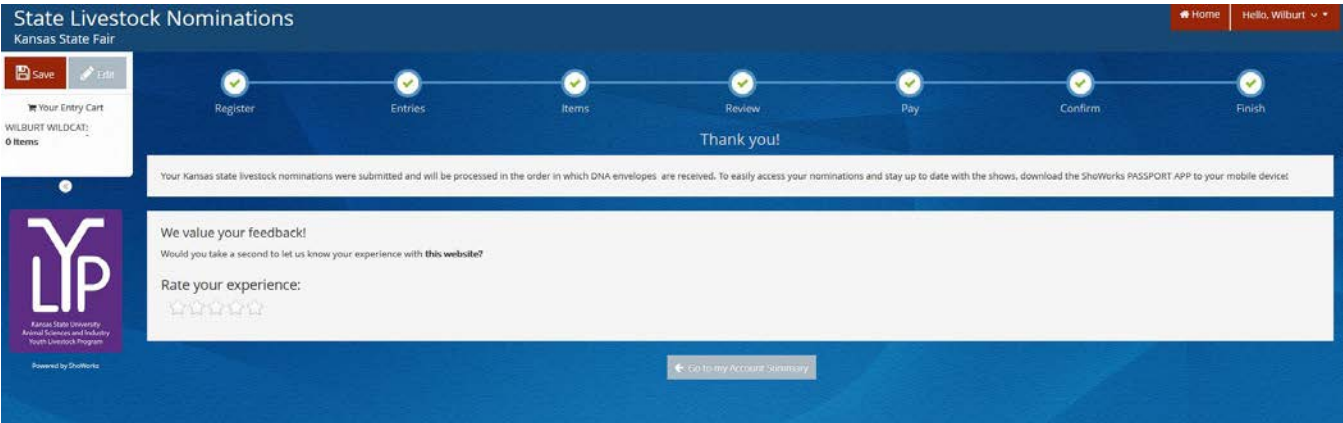 State Livestock Nominations
Kansas State Fair
Home
Hello, Wilburt
Save
Edit
Your Entry Cart
WILBURT WILDCAT:
0 Items
Register
Entries
Items
Review
Pay
Confirm
Finish
Thank you!
Your Kansas state livestock nominations were submitted and will be processed in the order in which DNA envelopes are received. To easily access your nominations and stay up to date with the shows, download the ShoWorks PASSPORT APP to your mobile device!
We value your feedback!
Would you take a second to let us know your experience with this website?
Rate your experience:
YLP
Kansas State University
Animal Sciences and Industry
Youth Livestock Program
Powered by ShoWorks
Go to my Account Summary